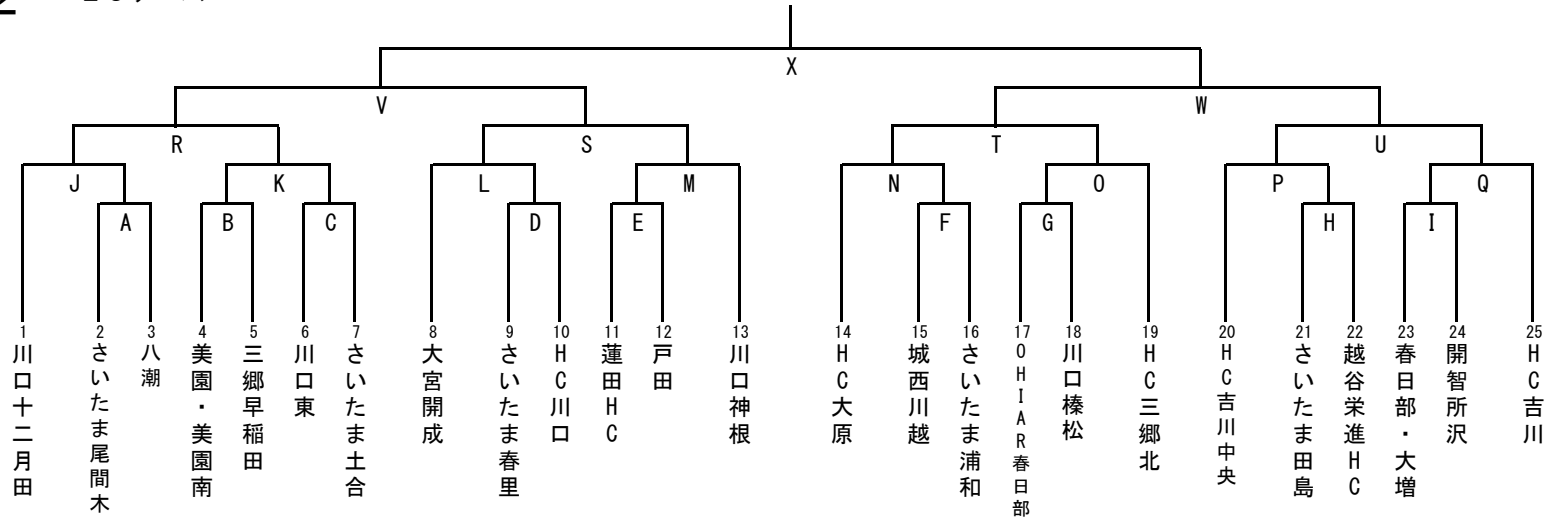 X
V
W
R
S
T
U
J
K
L
M
N
O
P
Q
A
B
C
D
E
F
G
H
I
1
川口十二月田
2
さいたま尾間木
3
八潮
4
美園・美園南
5
三郷早稲田
6
川口東
7
さいたま土合
8
大宮開成
9
さいたま春里
10
HC川口
11
蓮田HC
12
戸田
13
川口神根
14
HC大原
15
城西川越
16
さいたま浦和
17
OHIAR春日部
18
川口榛松
19
HC三郷北
20
HC吉川中央
21
さいたま田島
22
越谷栄進HC
23
春日部・大増
24
開智所沢
25
HC吉川